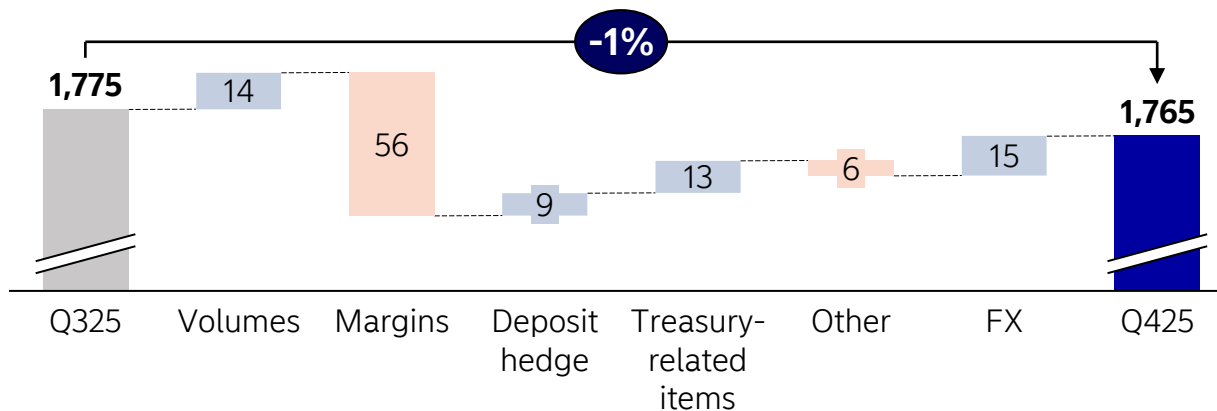 -1%
1,775
14
56
9
13
6
15
1,765
Q325
Volumes
Margins
Deposit
hedge
Treasury-
related
items
Other
FX
Q425